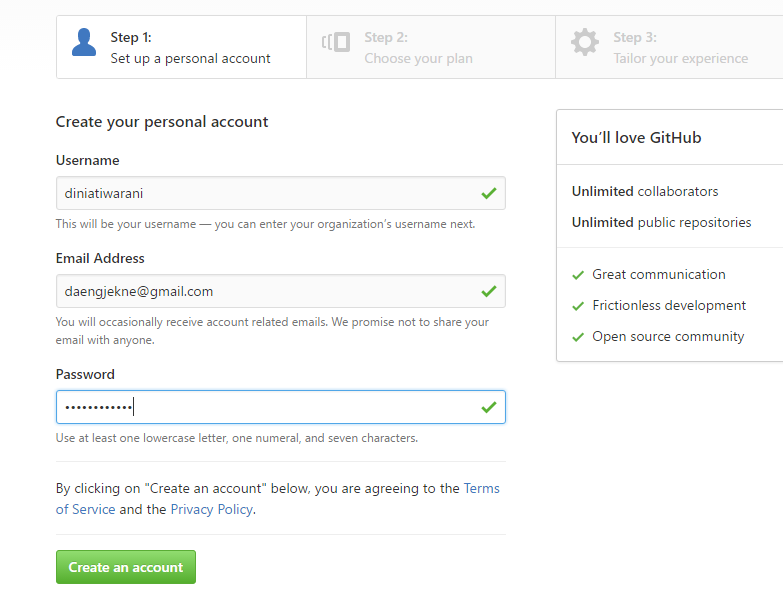 Step 1:
Set up a personal account
Step 2:
Choose your plan
Step 3:
Tailor your experience
Create your personal account
Username
diniatiwarani
This will be your username — you can enter your organization’s username next.
Email Address
daengjekne@gmail.com
You will occasionally receive account related emails. We promise not to share your
email with anyone.
Password
••••••••••••
Use at least one lowercase letter, one numeral, and seven characters.
By clicking on "Create an account" below, you are agreeing to the Terms
of Service and the Privacy Policy.
Create an account
You’ll love GitHub
Unlimited collaborators
Unlimited public repositories
Great communication
Frictionless development
Open source community